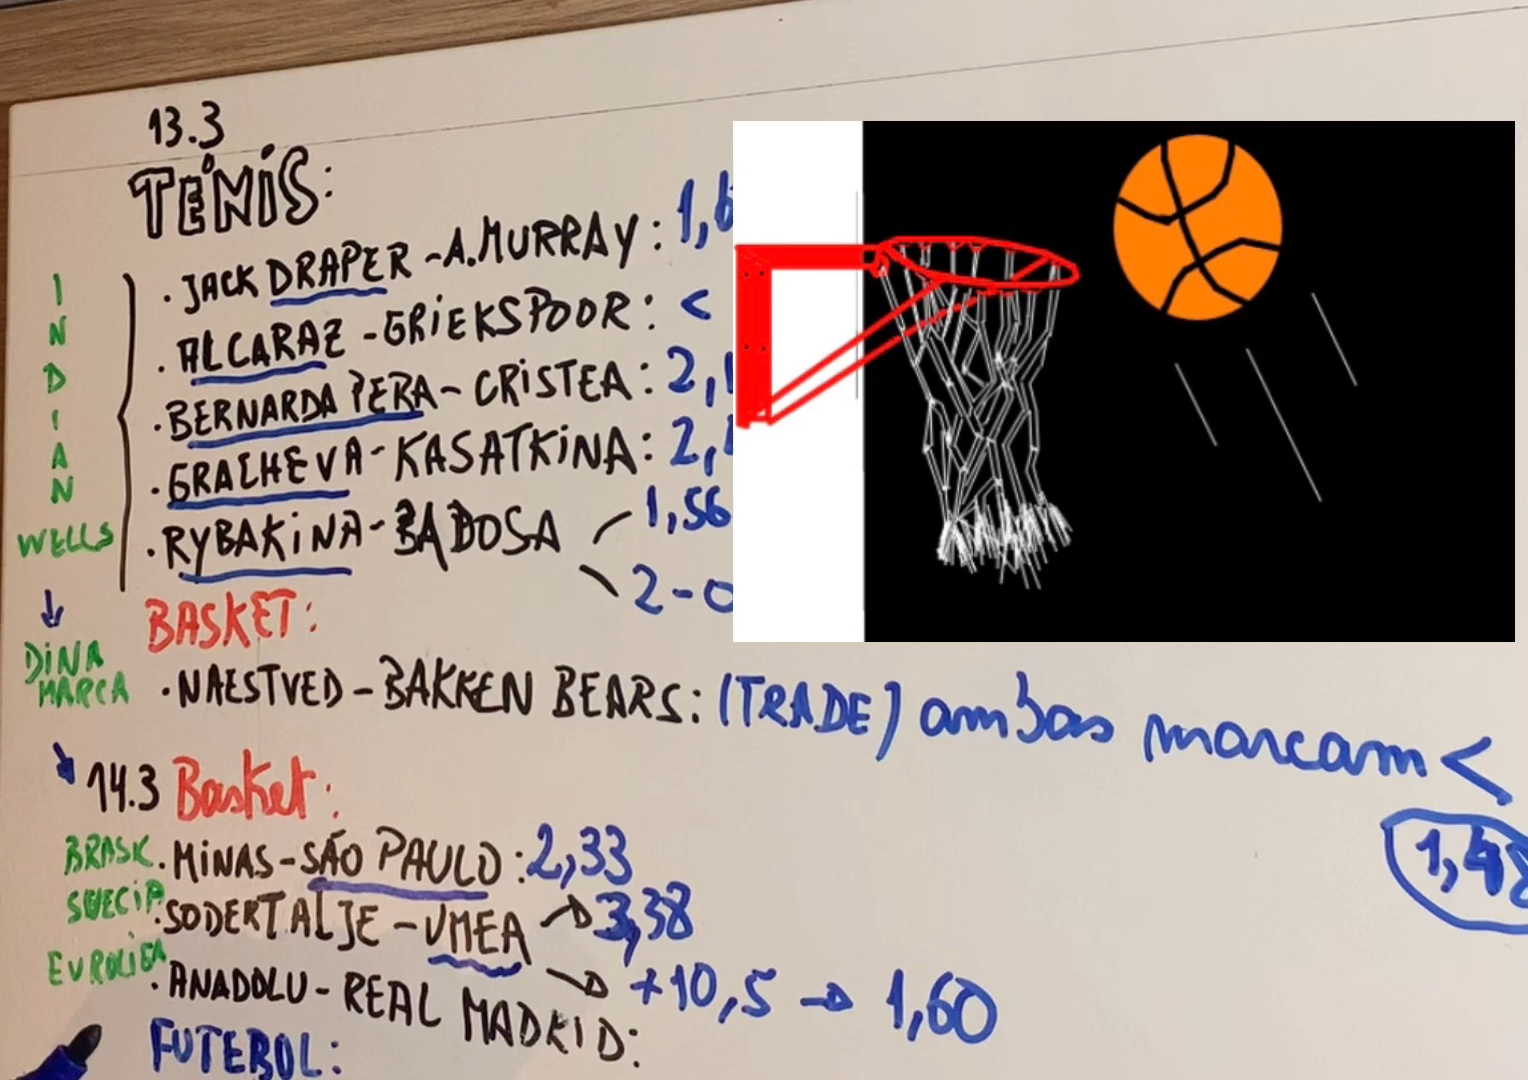 13.3
TÉNIS:
INDIAN
WELLS
. JACK DRAPER - A. MURRAY: 1,6
. ALCARAZ - GRIEKSPOOR: <
. BERNARDA PERA - CRISTEA: 2,1
. GRACHEVA - KASATKINA: 2,
. RYBAKINA - BADOSA 1,56
2-0
BASKET:
DINA
MARCA
. NAESTVED - BAKKEN BEARS: (TRADE) ambas marcam <
1,48
14.3 Basket:
BRASIL . MINAS - SÃO PAULO: 2,33
SUECIA . SODERTALJE - UMEA → 3,38
→ +10,5 → 1,60
EUROLIGA . ANADOLU - REAL MADRID:
FUTEBOL: